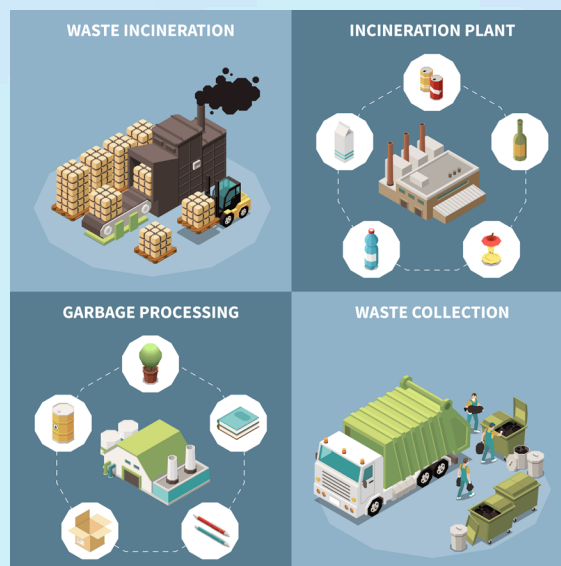 WASTE INCINERATION
INCINERATION PLANT
GARBAGE PROCESSING
WASTE COLLECTION